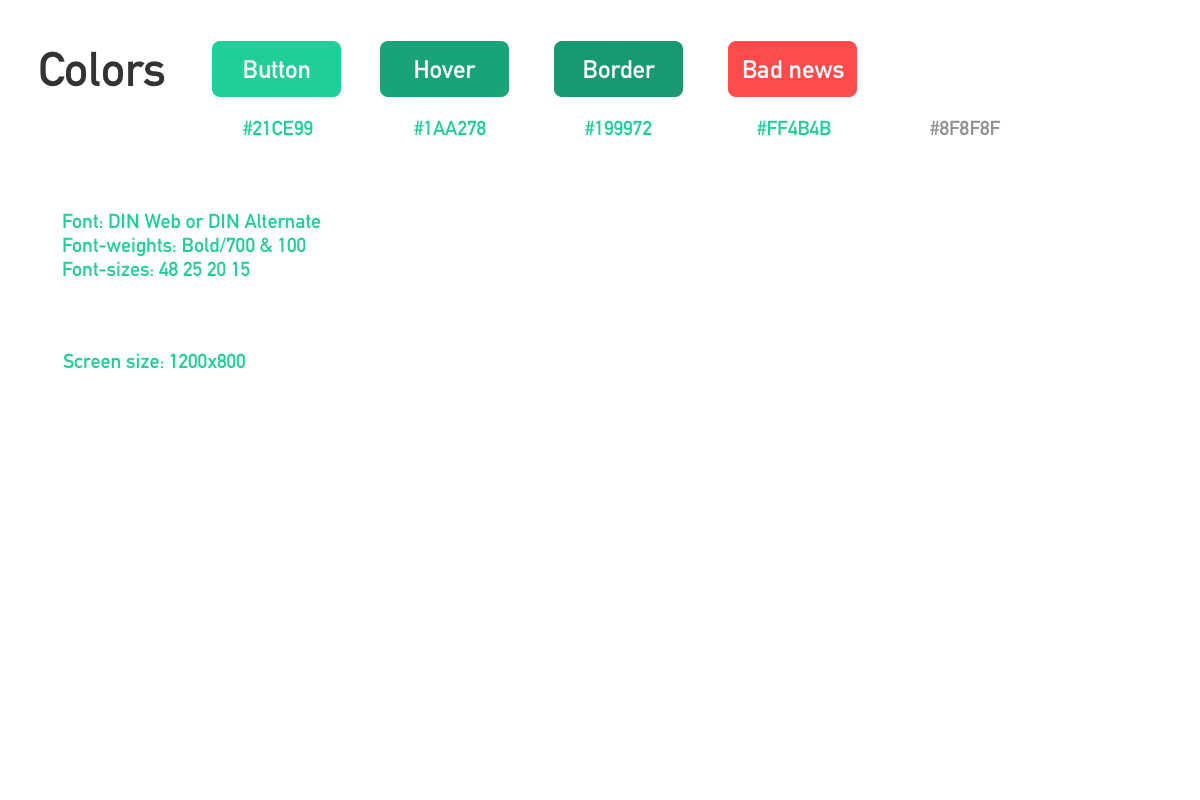 Colors
Button
Hover
Border
Bad news
#21CE99
#1AA278
#199972
#FF4B4B
#8F8F8F
Font: DIN Web or DIN Alternate
Font-weights: Bold/700 & 100
Font-sizes: 48 25 20 15
Screen size: 1200x800